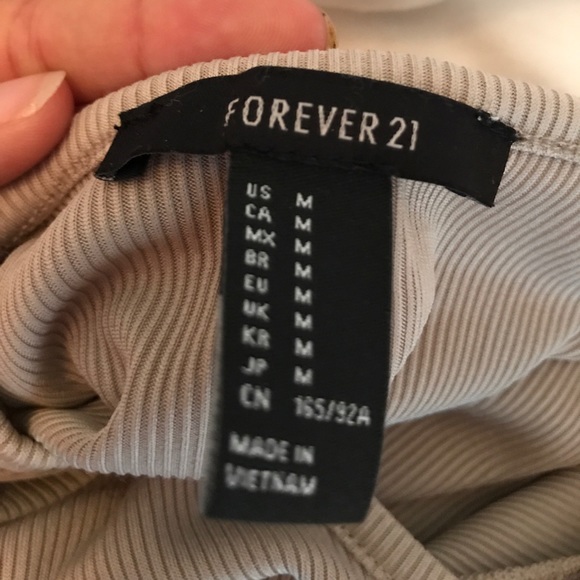 FOREVER 21
US M
CA M
MX M
BR M
EU M
UK M
KR M
JP M
CN 165/92A
MADE IN
VIETNAM